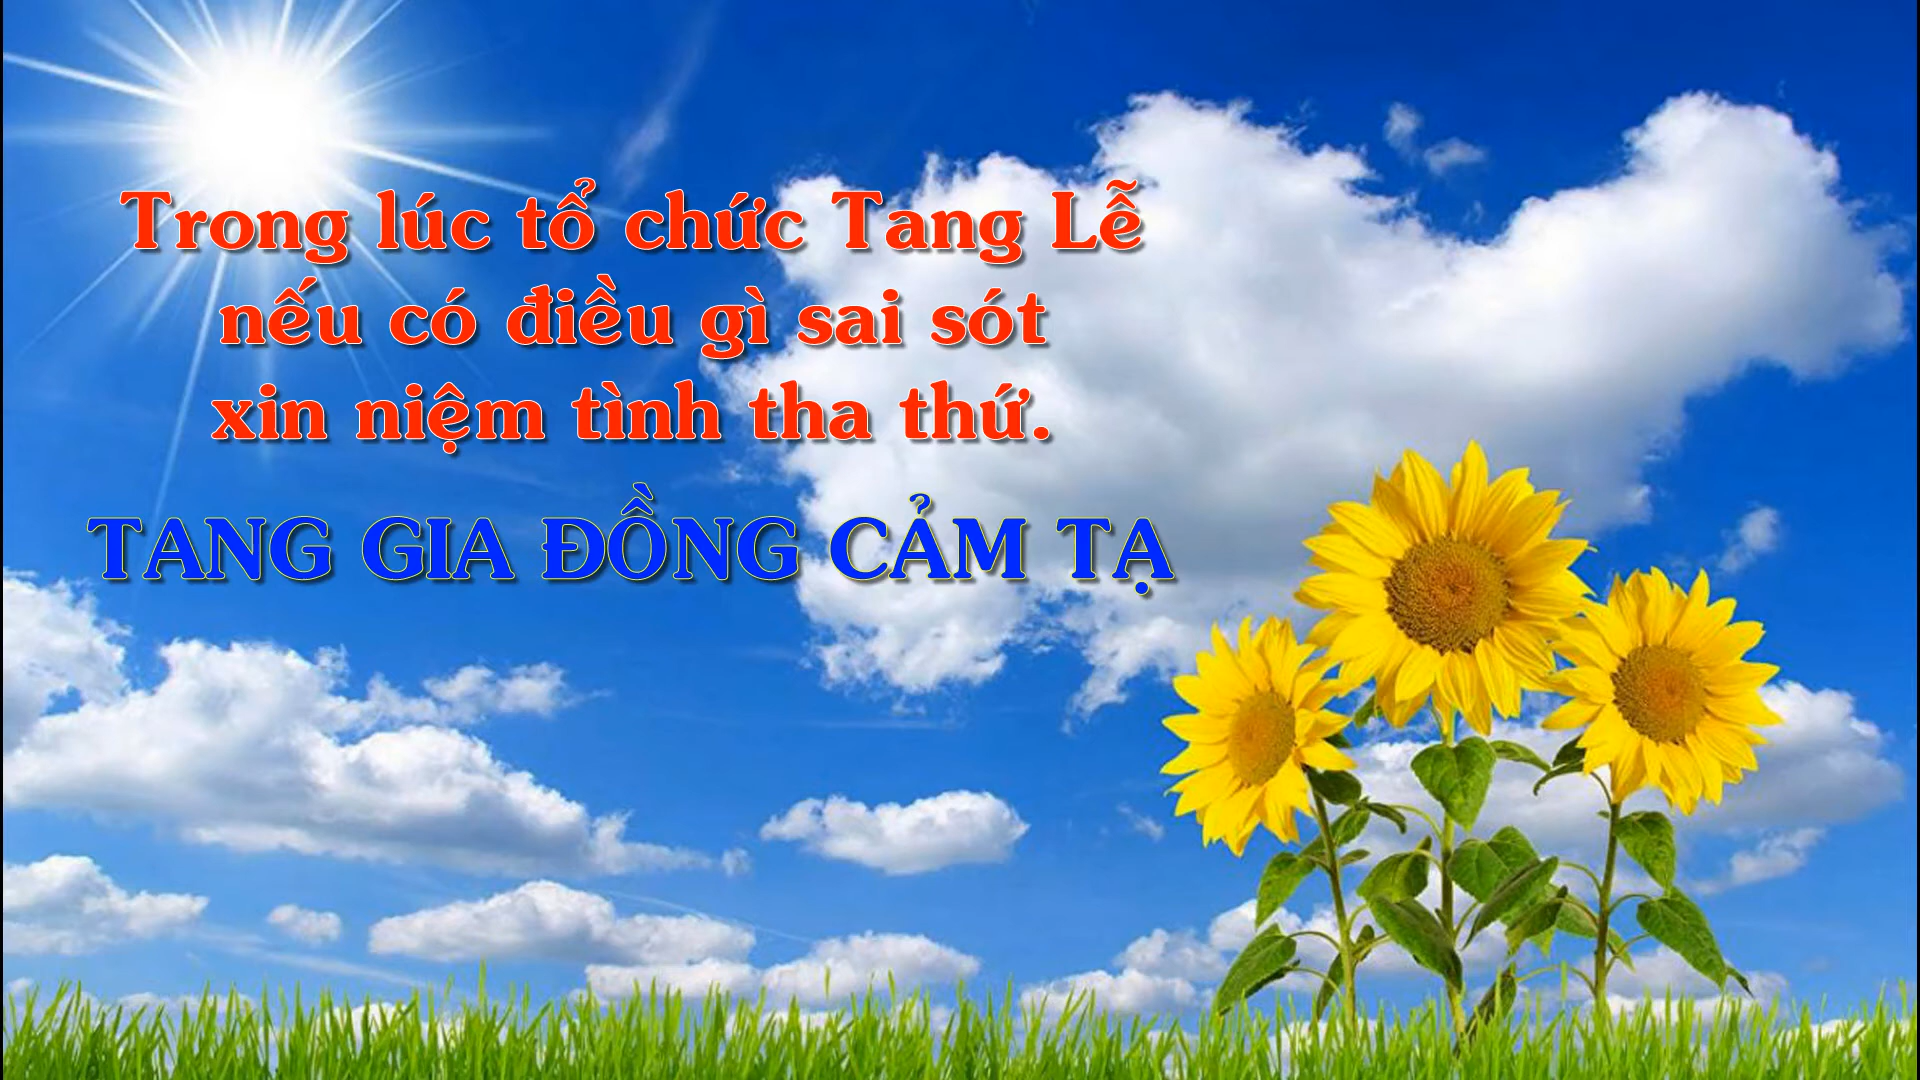 Trong lúc tổ chức Tang Lễ
nếu có điều gì sai sót
xin niệm tình tha thứ.
TANG GIA ĐỒNG CẢM TẠ